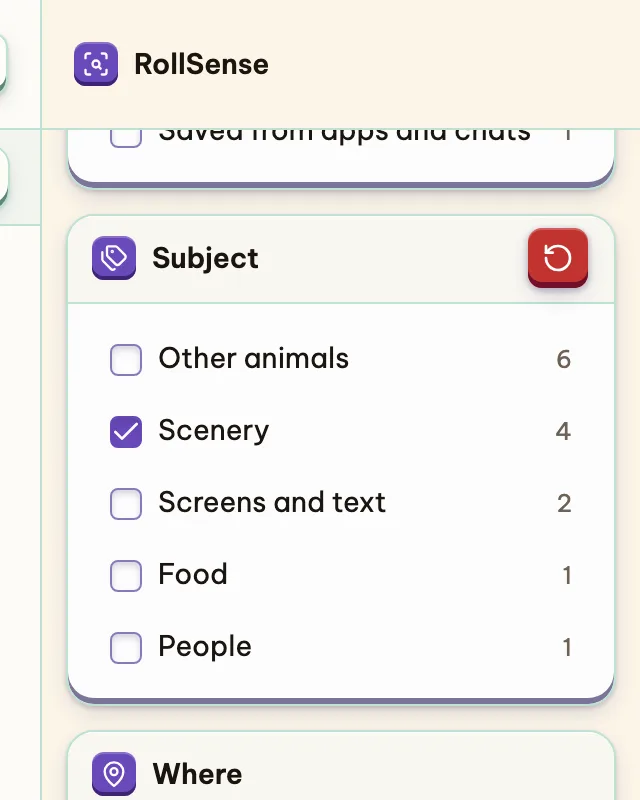 RollSense
Saved from apps and chats 1
Subject
Other animals 6
Scenery 4
Screens and text 2
Food 1
People 1
Where